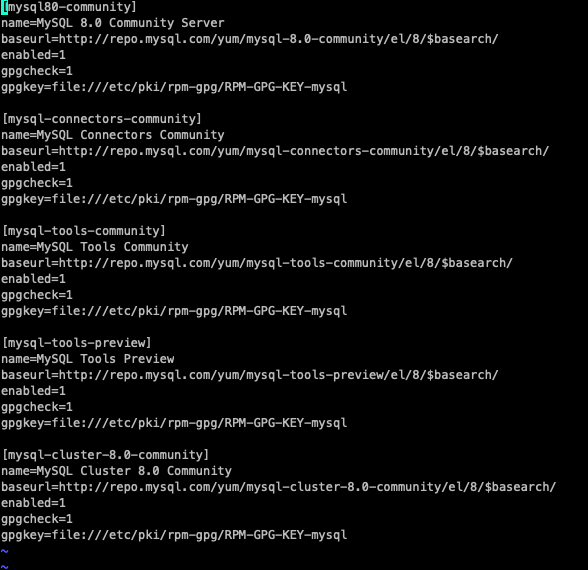 [mysql80-community]
name=MySQL 8.0 Community Server
baseurl=http://repo.mysql.com/yum/mysql-8.0-community/el/8/$basearch/
enabled=1
gpgcheck=1
gpgkey=file:///etc/pki/rpm-gpg/RPM-GPG-KEY-mysql

[mysql-connectors-community]
name=MySQL Connectors Community
baseurl=http://repo.mysql.com/yum/mysql-connectors-community/el/8/$basearch/
enabled=1
gpgcheck=1
gpgkey=file:///etc/pki/rpm-gpg/RPM-GPG-KEY-mysql

[mysql-tools-community]
name=MySQL Tools Community
baseurl=http://repo.mysql.com/yum/mysql-tools-community/el/8/$basearch/
enabled=1
gpgcheck=1
gpgkey=file:///etc/pki/rpm-gpg/RPM-GPG-KEY-mysql

[mysql-tools-preview]
name=MySQL Tools Preview
baseurl=http://repo.mysql.com/yum/mysql-tools-preview/el/8/$basearch/
enabled=1
gpgcheck=1
gpgkey=file:///etc/pki/rpm-gpg/RPM-GPG-KEY-mysql

[mysql-cluster-8.0-community]
name=MySQL Cluster 8.0 Community
baseurl=http://repo.mysql.com/yum/mysql-cluster-8.0-community/el/8/$basearch/
enabled=1
gpgcheck=1
gpgkey=file:///etc/pki/rpm-gpg/RPM-GPG-KEY-mysql
~
~